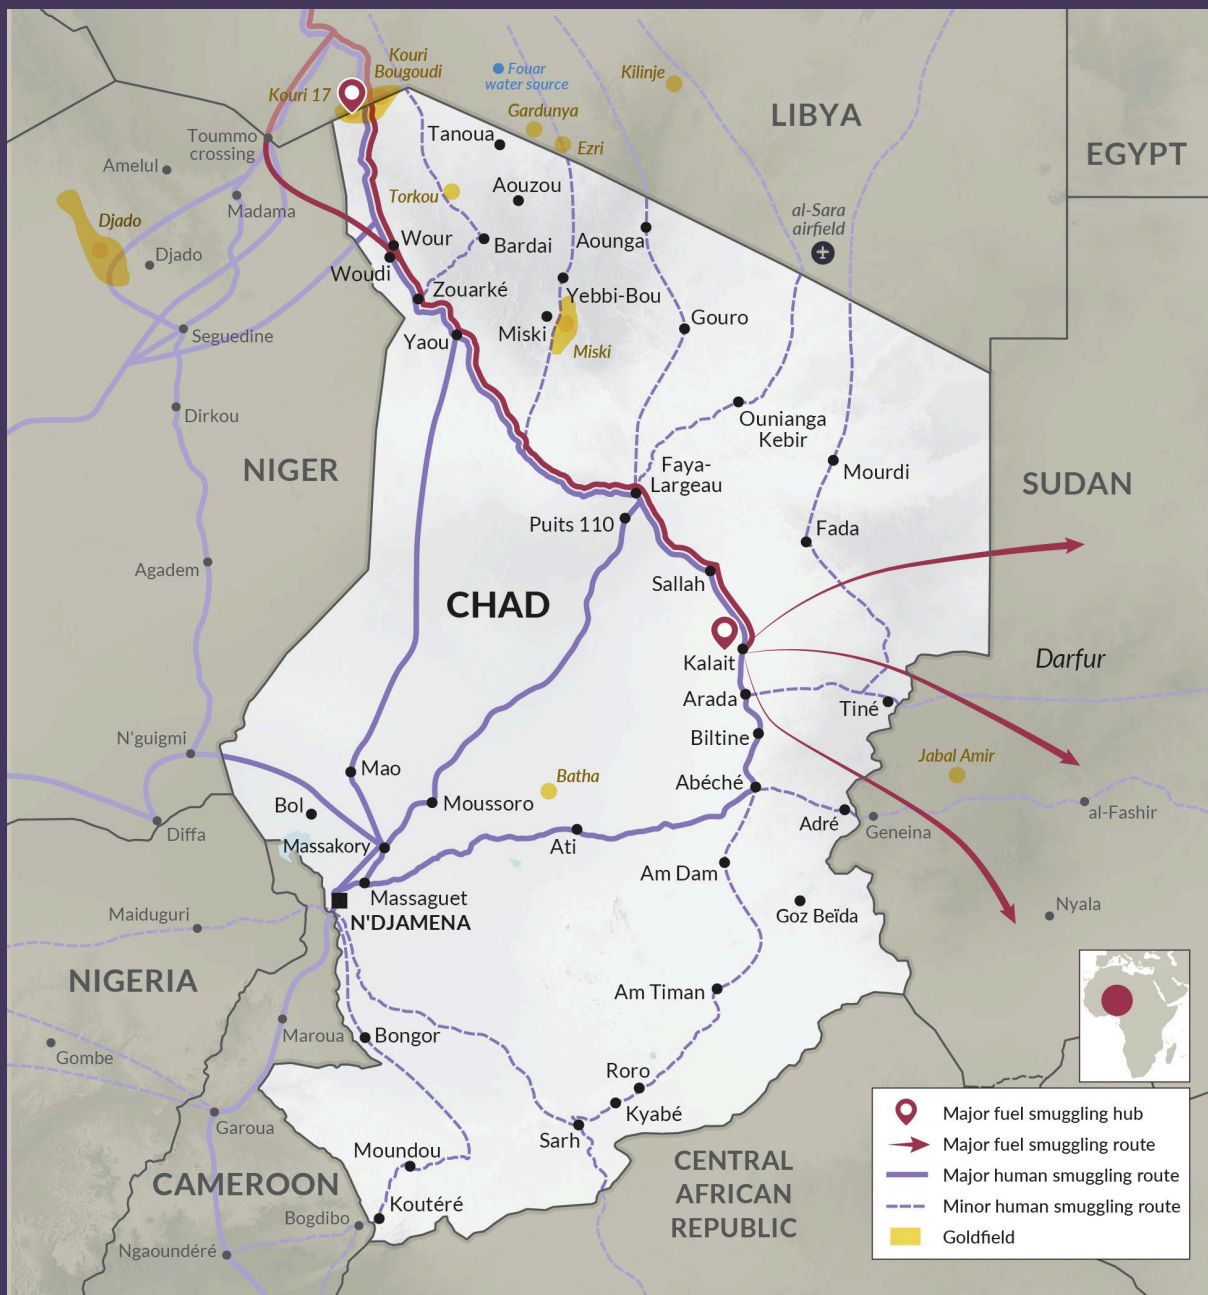 Kouri
Bougoudi
Fouar
water source
Kilinje
Kouri 17
Gardunya
LIBYA
Toummo
crossing
Tanoua
Ezri
EGYPT
Amelul
Aouzou
Torkou
Madama
al-Sara
airfield
Djado
Wour
Bardai
Aounga
Djado
Woudi
Zouarké
Yebbi-Bou
Gouro
Seguedine
Yaou
Miski
Miski
Dirkou
Ounianga
Kebir
NIGER
Faya-
Largeau
Mourdi
SUDAN
Puits 110
Fada
Agadem
Sallah
CHAD
Kalait
Darfur
Arada
Tiné
N'guigmi
Biltine
Jabal Amir
Mao
Batha
Abéché
Bol
Moussoro
al-Fashir
Diffa
Adré
Geneina
Massakory
Ati
Am Dam
Massaguet
Maiduguri
N'DJAMENA
Goz Beïda
Nyala
NIGERIA
Am Timan
Maroua
Bongor
Gombe
Roro
Kyabé
Garoua
Sarh
Moundou
CAMEROON
CENTRAL
AFRICAN
REPUBLIC
Koutéré
Bogdibo
Ngaoundéré
Major fuel smuggling hub
Major fuel smuggling route
Major human smuggling route
Minor human smuggling route
Goldfield